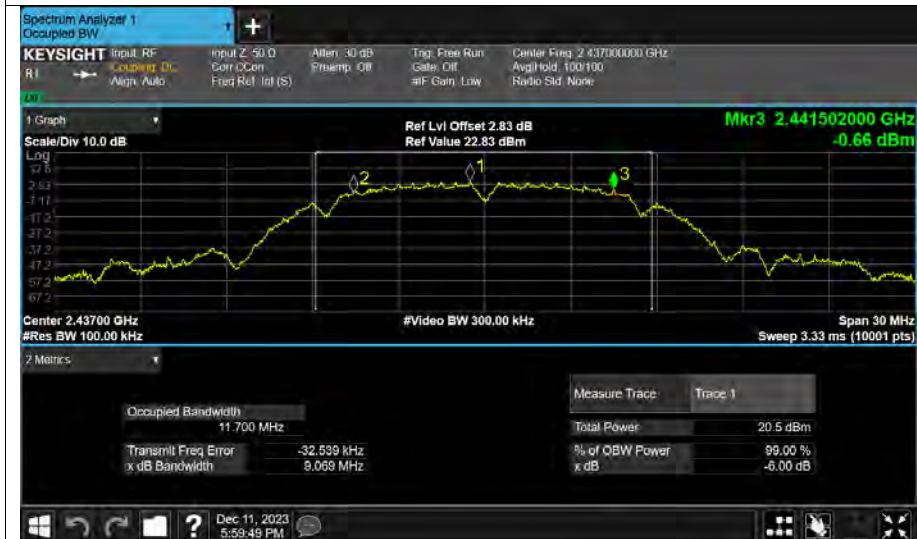 Spectrum Analyzer 1
Occupied BW
KEYSIGHT Input: RF Input Z: 50 Ω Atten: 30 dB Trig: Free Run Center Freq: 2.437000000 GHz
Coupling: DC Corr CCorr Preamp: Off Gate: Off Avg|Hold: 100/100
Align: Auto Freq Ref: Int (S) #IF Gain: Low Radio Std: None
1 Graph
Scale/Div 10.0 dB
Ref Lvl Offset 2.83 dB
Ref Value 22.83 dBm
Mkr3 2.441502000 GHz
-0.66 dBm
Log
2
1
3
12.8
2.83
-7.17
-17.2
-27.2
-37.2
-47.2
-57.2
-67.2
Center 2.43700 GHz
#Res BW 100.00 kHz
#Video BW 300.00 kHz
Span 30 MHz
Sweep 3.33 ms (10001 pts)
2 Metrics
Occupied Bandwidth
11.700 MHz
Transmit Freq Error -32.539 kHz
x dB Bandwidth 9.069 MHz
Measure Trace Trace 1
Total Power 20.5 dBm
% of OBW Power 99.00 %
x dB -6.00 dB
Dec 11, 2023
5:59:49 PM